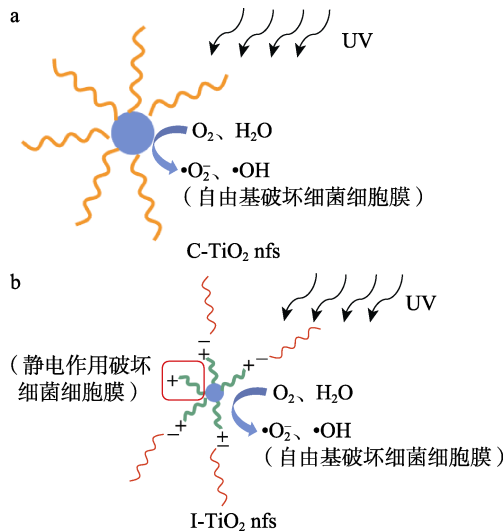 a
UV
O₂、H₂O
•O₂⁻、•OH
（自由基破坏细菌细胞膜）
C-TiO₂ nfs
b
UV
（静电作用破坏
细菌细胞膜）
+
−
+
+
−
O₂、H₂O
•O₂⁻、•OH
（自由基破坏细菌细胞膜）
−
+
+
−
I-TiO₂ nfs